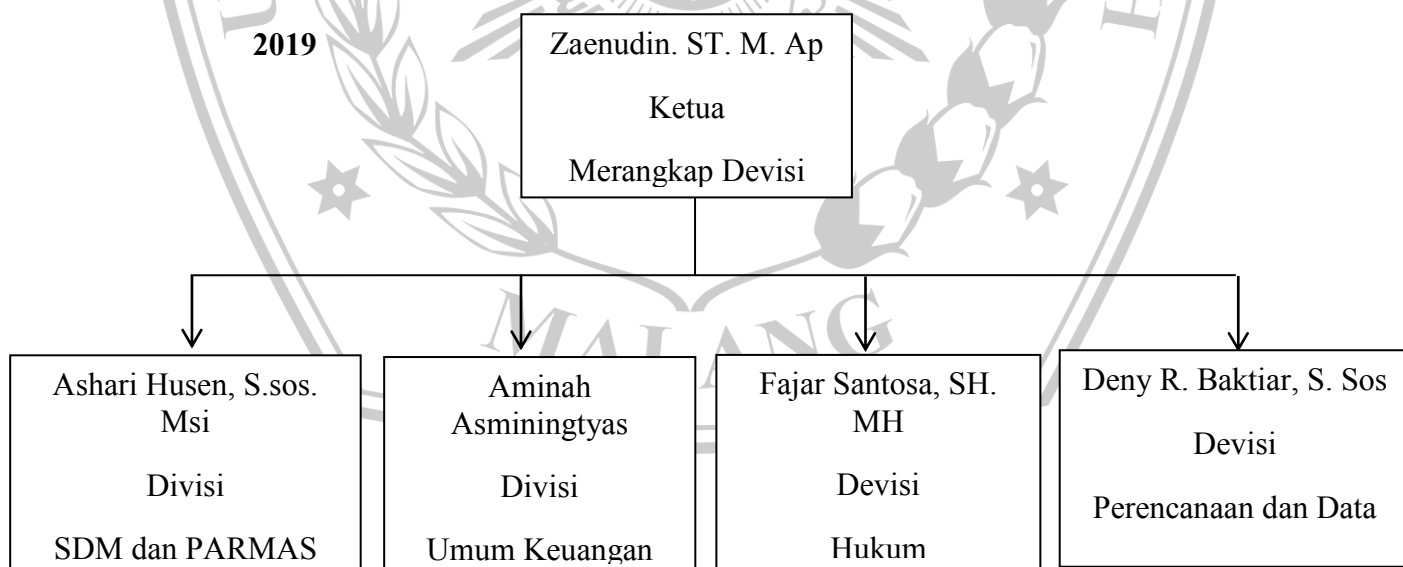 2019
Zaenudin. ST. M. Ap
Ketua
Merangkap Devisi
Ashari Husen, S.sos.
Msi
Divisi
SDM dan PARMAS
Aminah
Asminingtyas
Divisi
Umum Keuangan
Fajar Santosa, SH.
MH
Devisi
Hukum
Deny R. Baktiar, S. Sos
Devisi
Perencanaan dan Data
MALANG